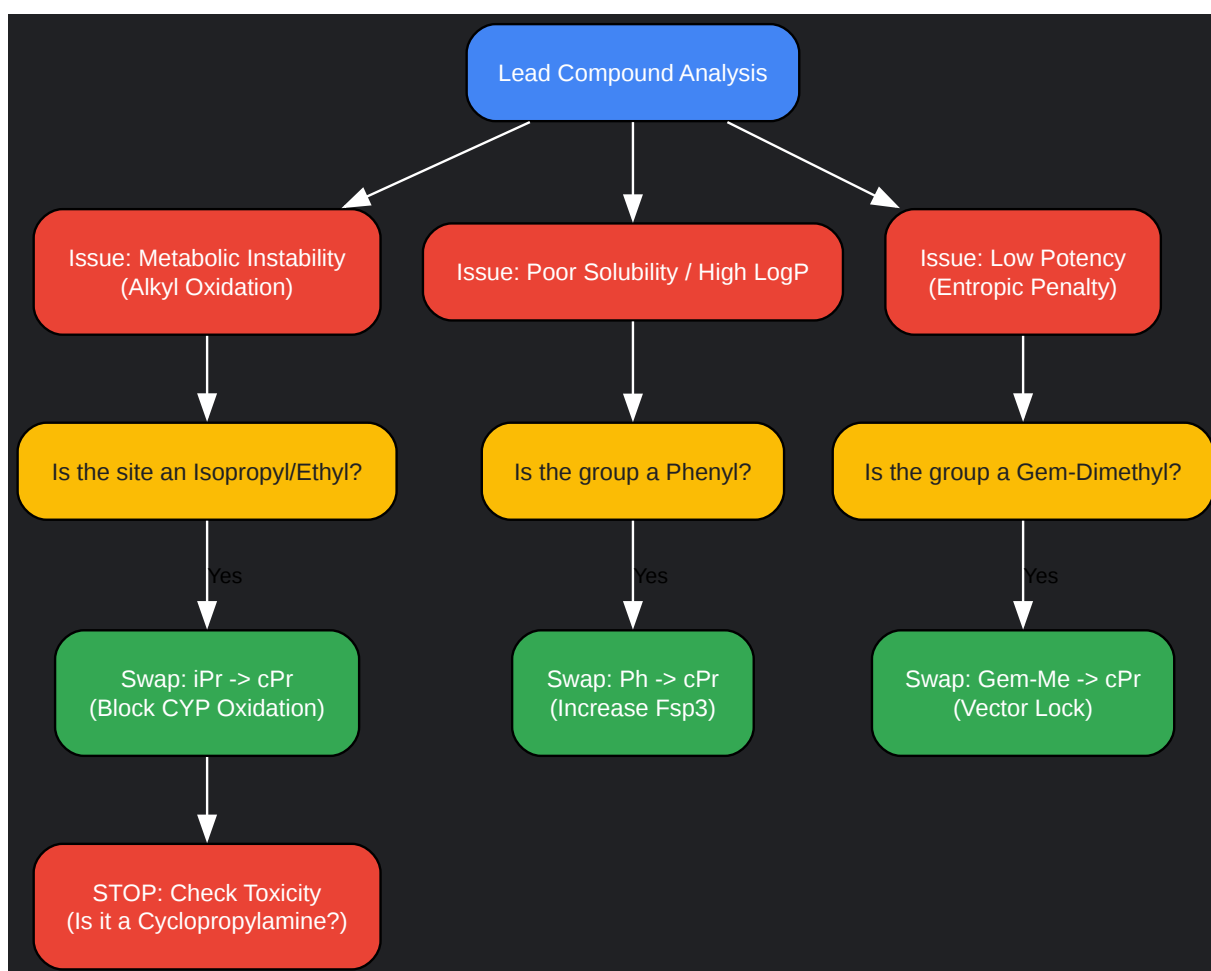 Lead Compound Analysis
Issue: Metabolic Instability
(Alkyl Oxidation)
Issue: Poor Solubility / High LogP
Issue: Low Potency
(Entropic Penalty)
Is the site an Isopropyl/Ethyl?
Is the group a Phenyl?
Is the group a Gem-Dimethyl?
Yes
Yes
Yes
Swap: iPr -> cPr
(Block CYP Oxidation)
Swap: Ph -> cPr
(Increase Fsp3)
Swap: Gem-Me -> cPr
(Vector Lock)
STOP: Check Toxicity
(Is it a Cyclopropylamine?)